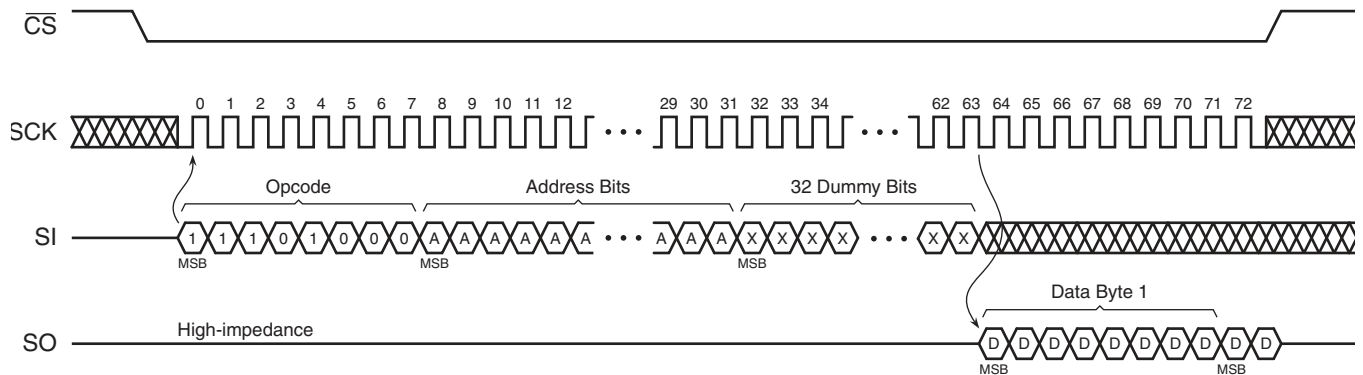 CS
0 1 2 3 4 5 6 7 8 9 10 11 12 29 30 31 32 33 34 62 63 64 65 66 67 68 69 70 71 72
SCK
Opcode Address Bits 32 Dummy Bits
SI 1 1 1 0 1 0 0 0 A A A A A A • • • A A A X X X X • • • X X
MSB MSB MSB
Data Byte 1
High-impedance
SO D D D D D D D D D D
MSB MSB